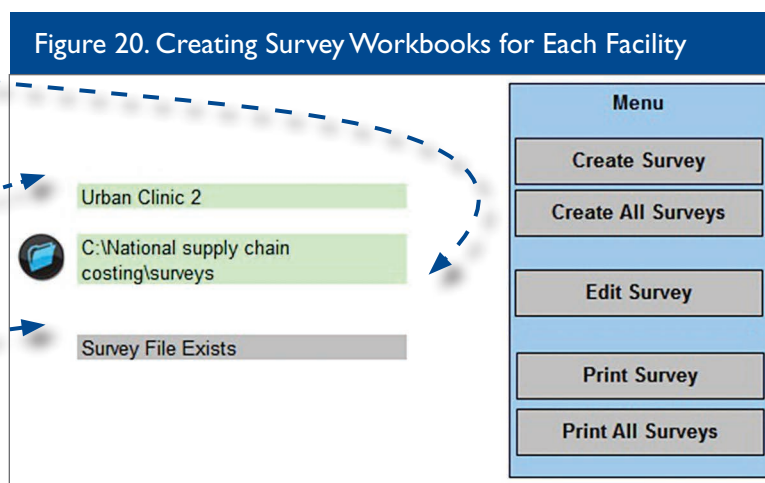 Figure 20. Creating Survey Workbooks for Each Facility
Urban Clinic 2
C:\National supply chain
costing\surveys
Survey File Exists
Menu
Create Survey
Create All Surveys
Edit Survey
Print Survey
Print All Surveys